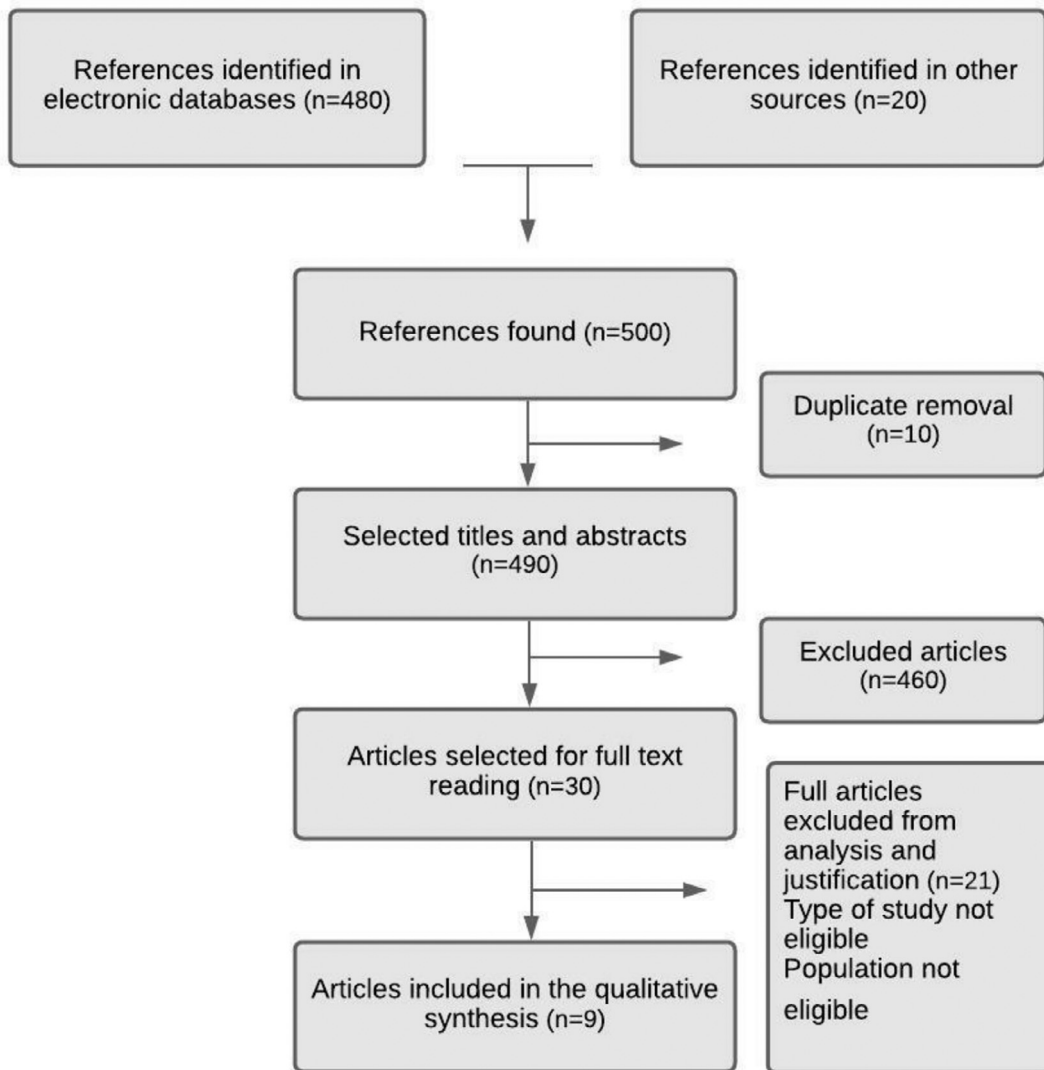 References identified in
electronic databases (n=480)
References identified in other
sources (n=20)
References found (n=500)
Duplicate removal
(n=10)
Selected titles and abstracts
(n=490)
Excluded articles
(n=460)
Articles selected for full text
reading (n=30)
Full articles
excluded from
analysis and
justification (n=21)
Type of study not
eligible
Population not
eligible
Articles included in the qualitative
synthesis (n=9)